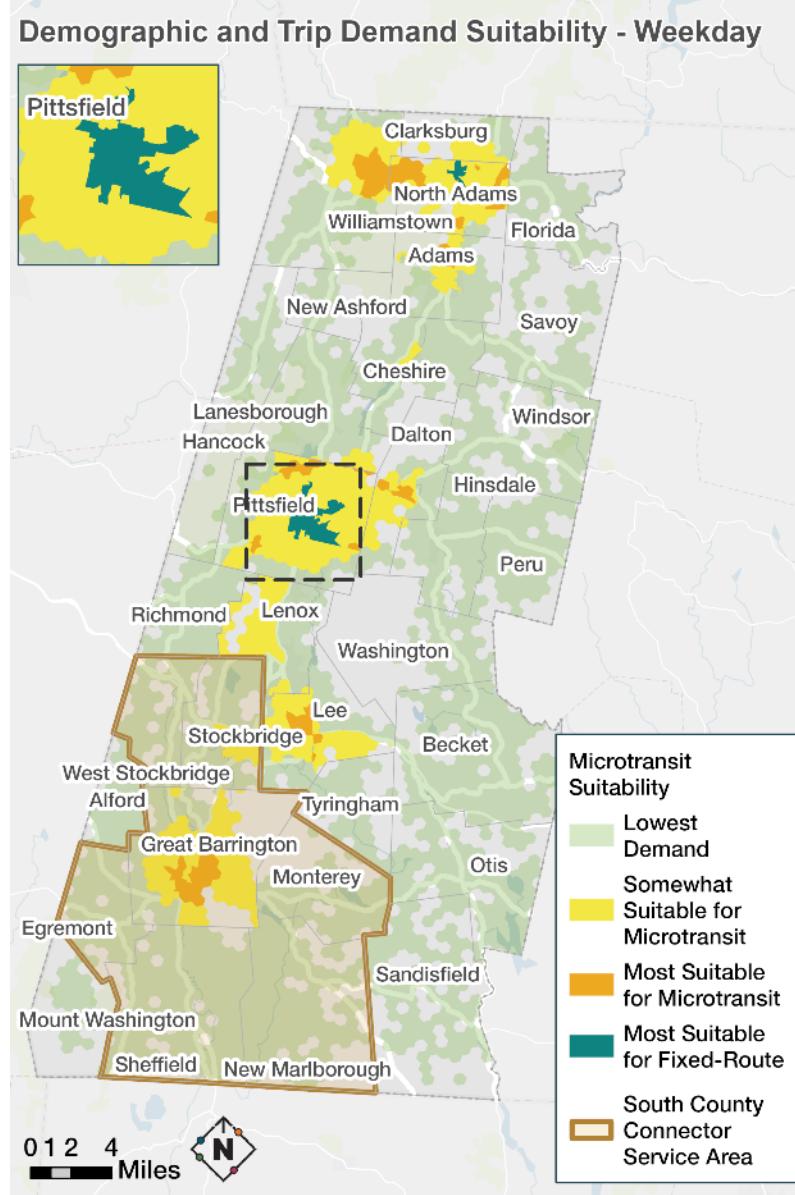 Demographic and Trip Demand Suitability - Weekday
Pittsfield
Clarksburg
North Adams
Williamstown
Florida
Adams
New Ashford
Savoy
Cheshire
Lanesborough
Windsor
Hancock
Dalton
Hinsdale
Pittsfield
Peru
Richmond
Lenox
Washington
Lee
Stockbridge
Becket
West Stockbridge
Alford
Tyringham
Great Barrington
Otis
Monterey
Egremont
Sandisfield
Mount Washington
Sheffield
New Marlborough
Microtransit
Suitability
Lowest
Demand
Somewhat
Suitable for
Microtransit
Most Suitable
for Microtransit
Most Suitable
for Fixed-Route
South County
Connector
Service Area
0 1 2 4
Miles
N